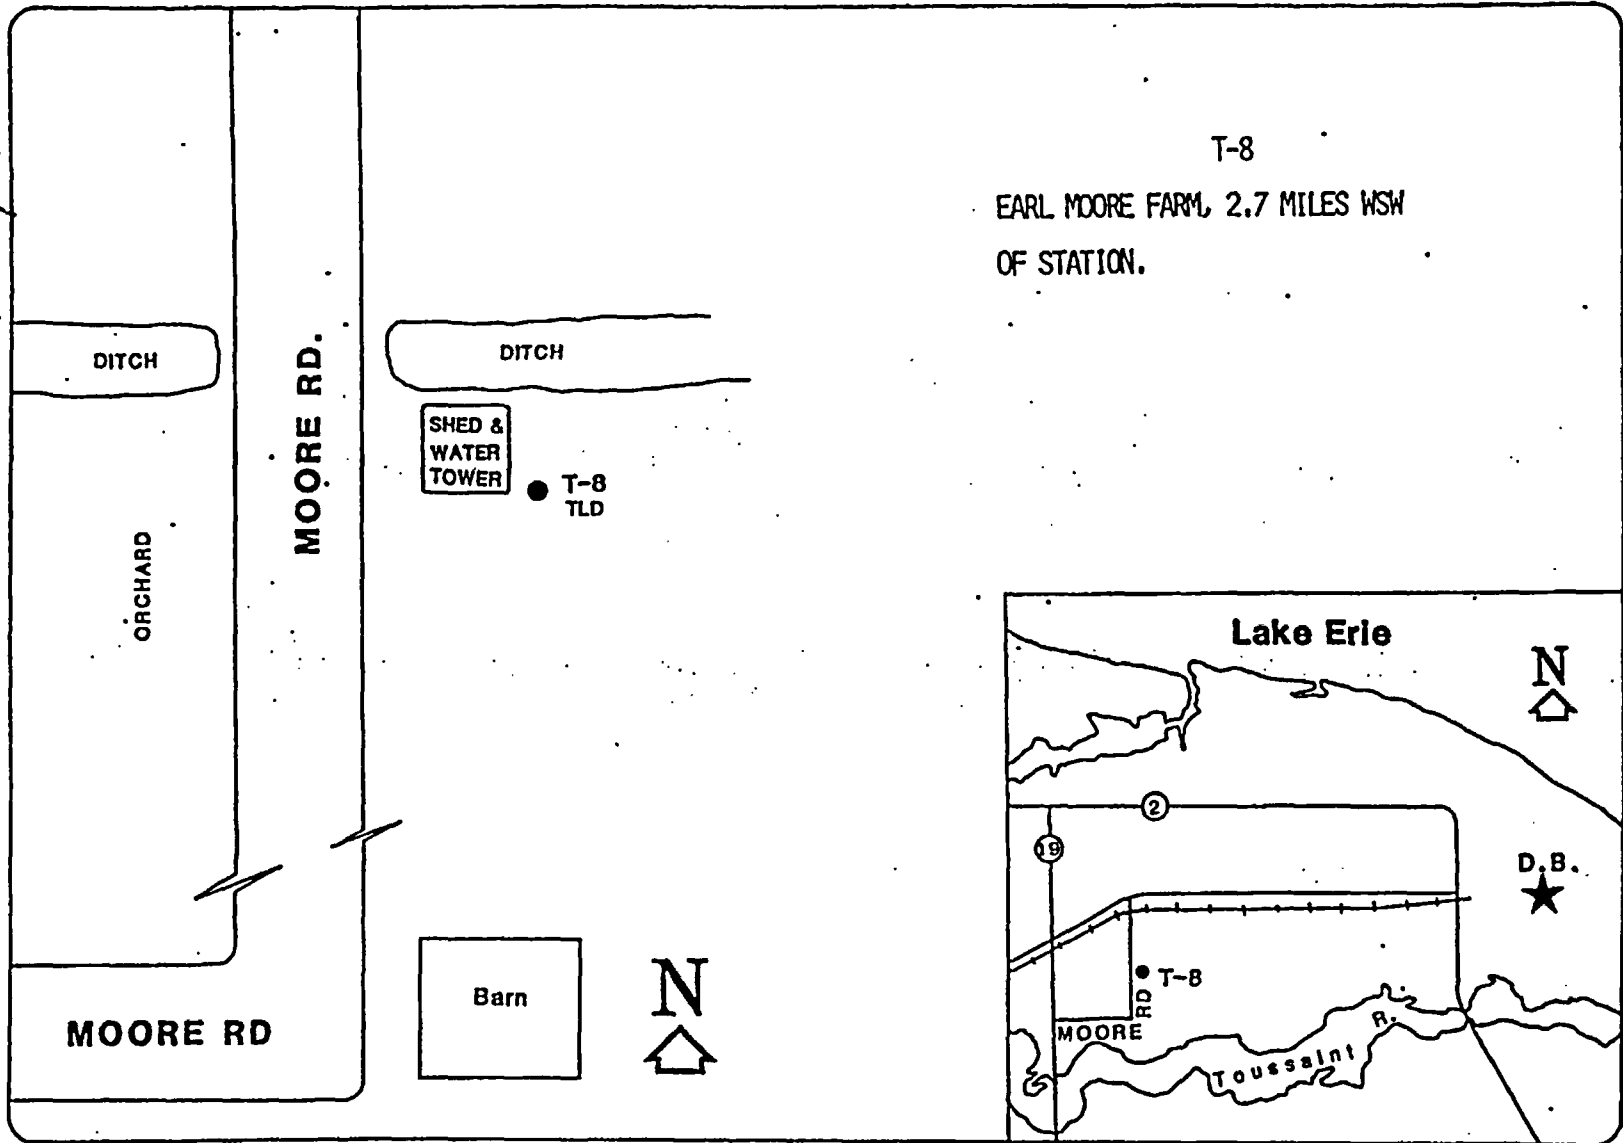 T-8
EARL MOORE FARM, 2.7 MILES WSW
OF STATION.
DITCH
MOORE RD.
DITCH
SHED &
WATER
TOWER
T-8
TLD
ORCHARD
Barn
N
MOORE RD
Lake Erie
N
2
19
D.B.
T-8
RD
MOORE
Toussaint R.